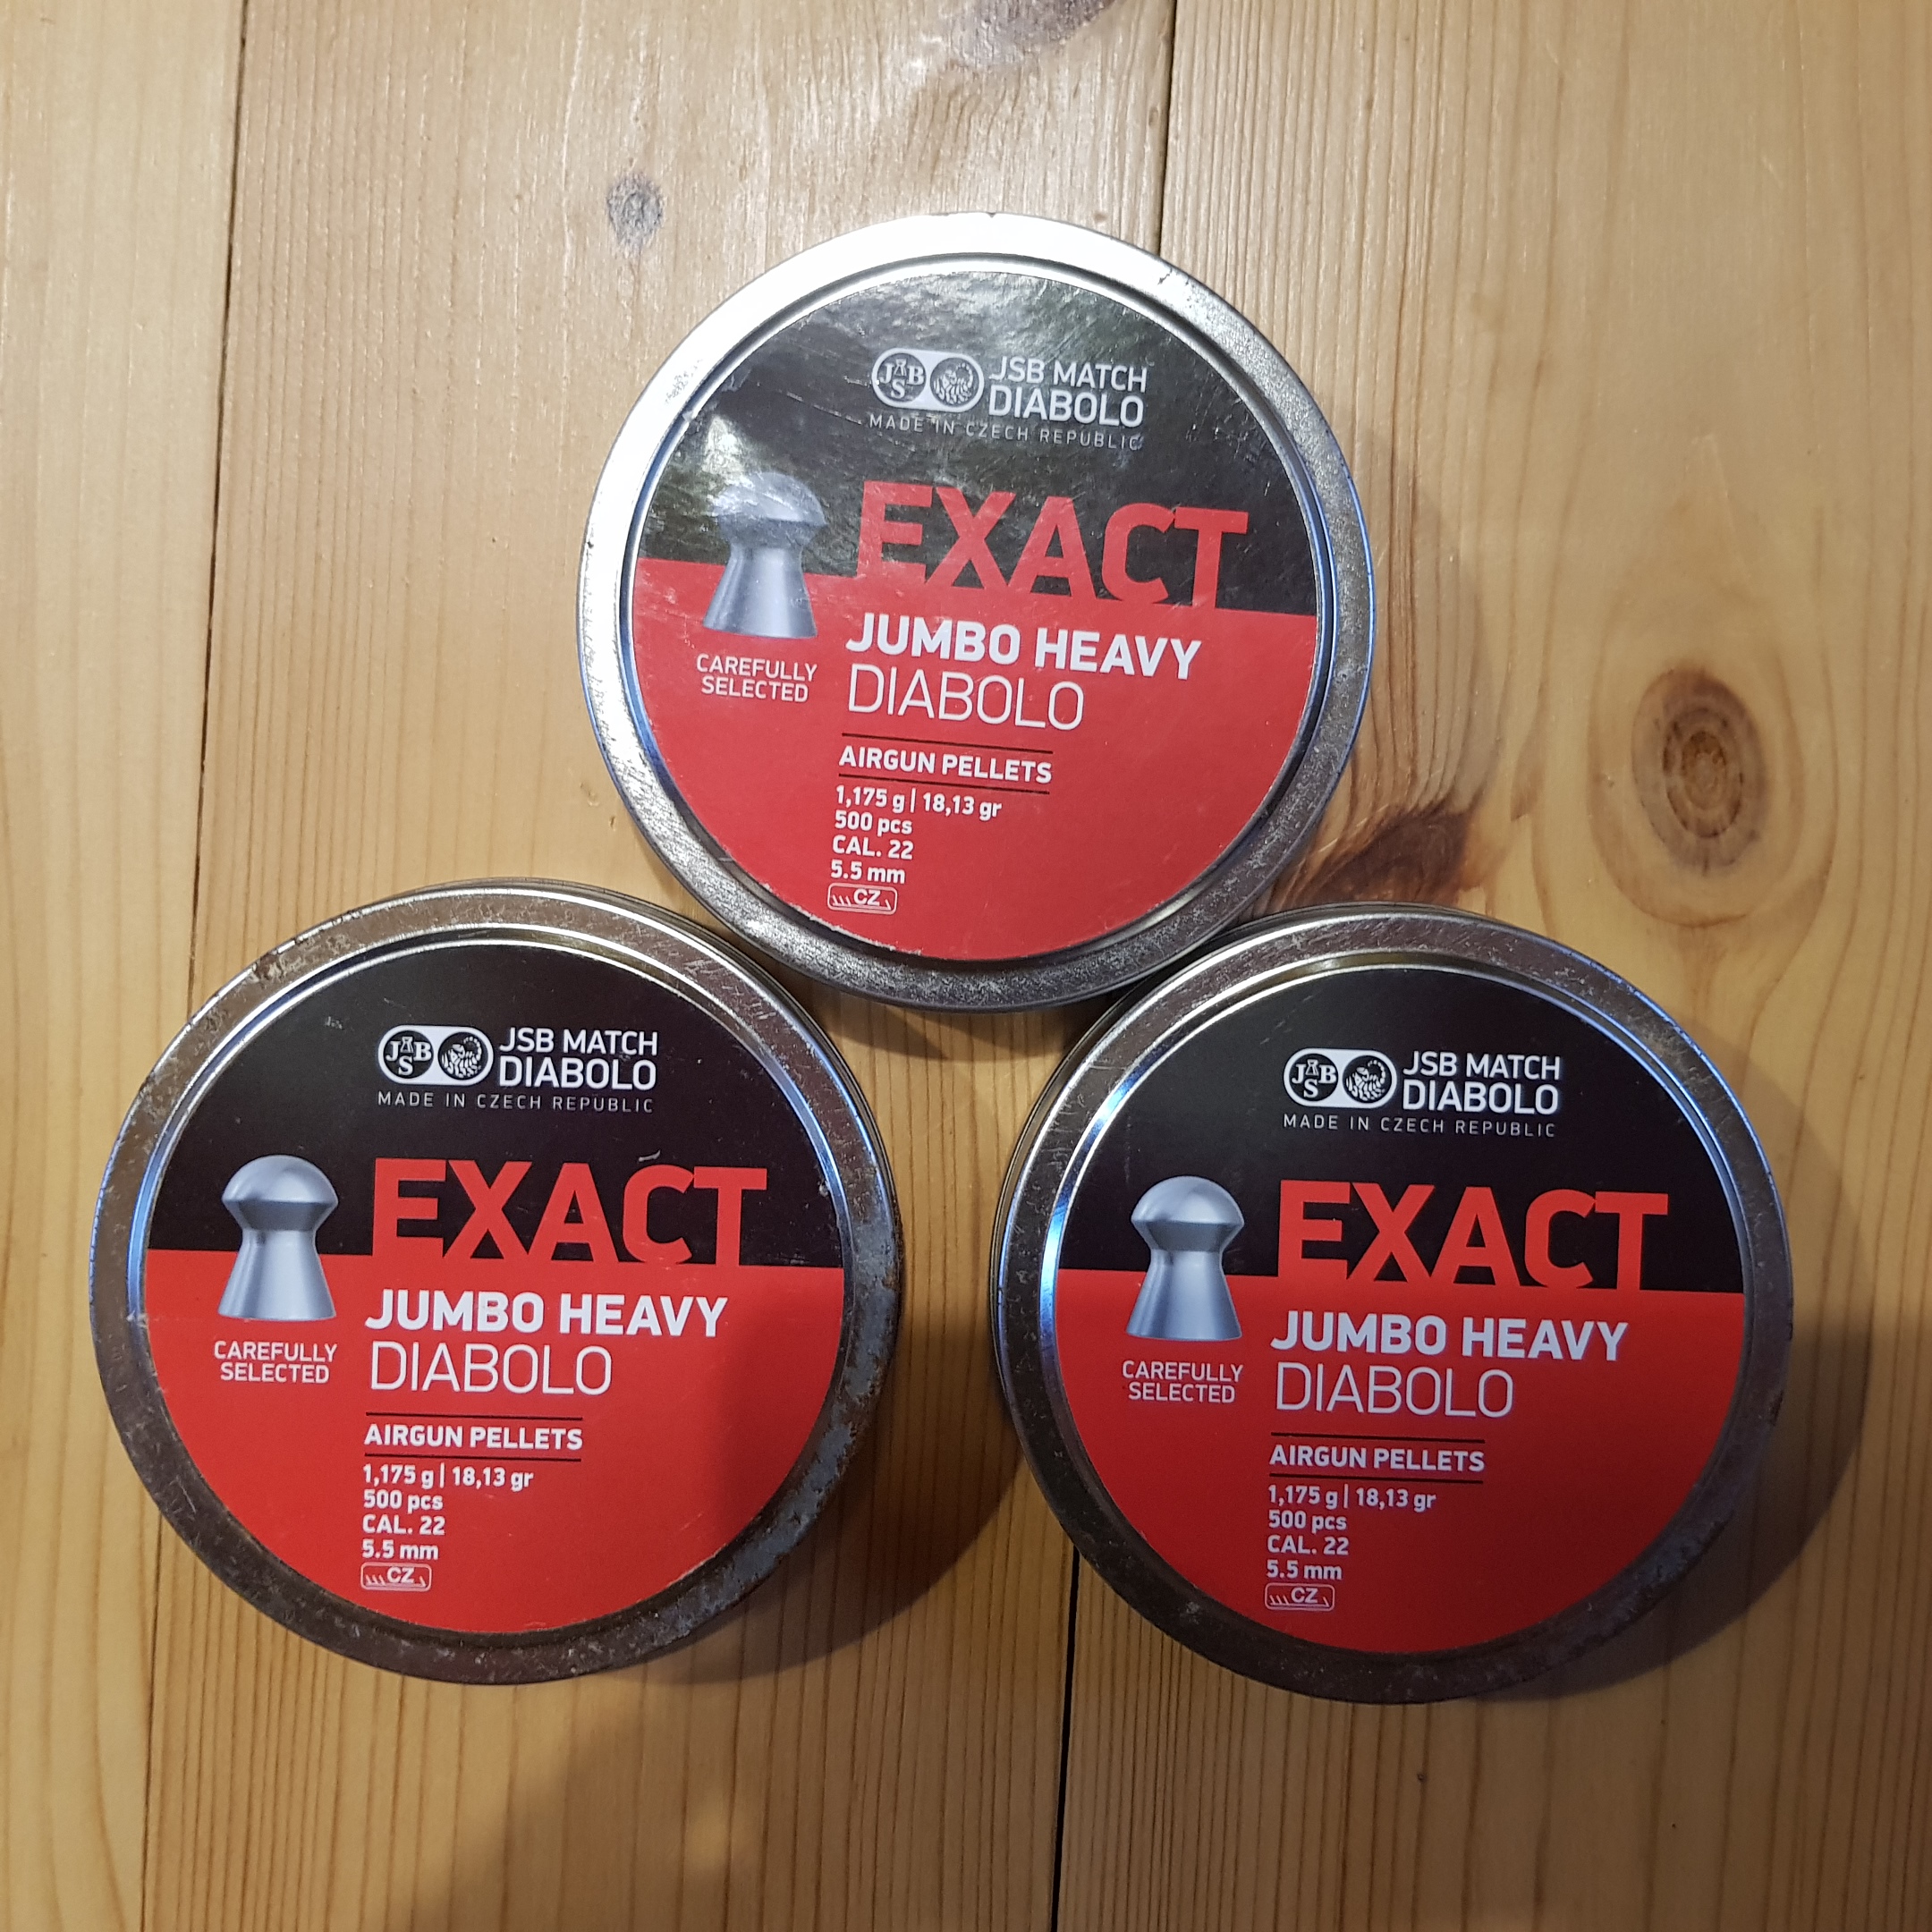 JSB
JSB MATCH
DIABOLO
MADE IN CZECH REPUBLIC
EXACT
JUMBO HEAVY
DIABOLO
CAREFULLY
SELECTED
AIRGUN PELLETS
1,175 g | 18,13 gr
500 pcs
CAL. 22
5.5 mm
CZ
JSB
JSB MATCH
DIABOLO
MADE IN CZECH REPUBLIC
EXACT
JUMBO HEAVY
DIABOLO
CAREFULLY
SELECTED
AIRGUN PELLETS
1,175 g | 18,13 gr
500 pcs
CAL. 22
5.5 mm
CZ
JSB
JSB MATCH
DIABOLO
MADE IN CZECH REPUBLIC
EXACT
JUMBO HEAVY
DIABOLO
CAREFULLY
SELECTED
AIRGUN PELLETS
1,175 g | 18,13 gr
500 pcs
CAL. 22
5.5 mm
CZ